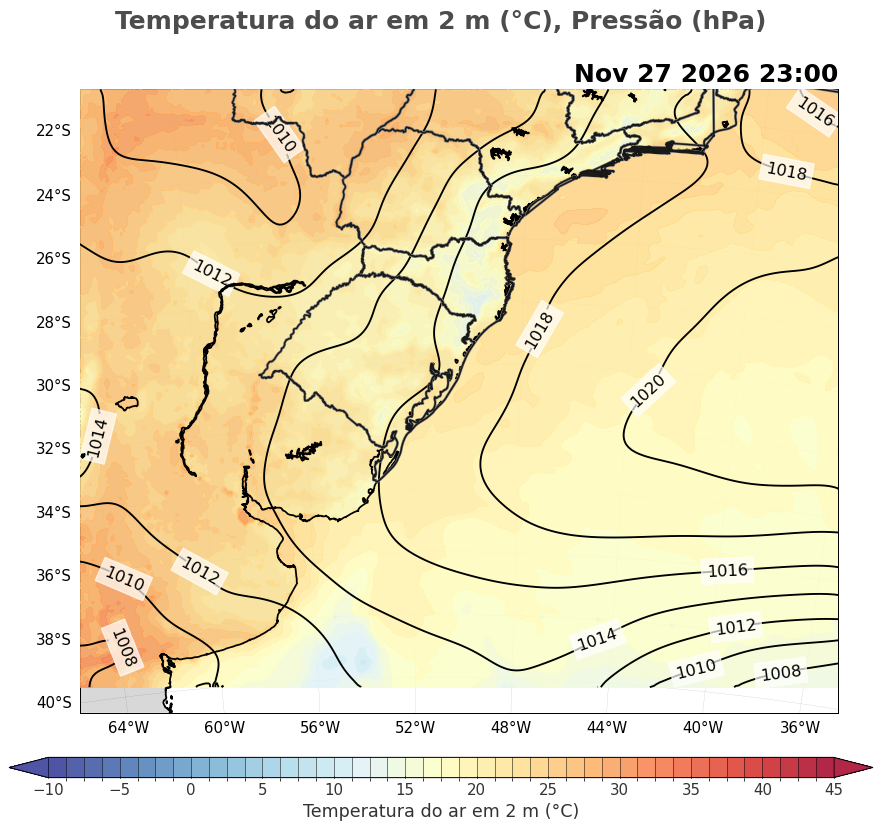 Temperatura do ar em 2 m (°C), Pressão (hPa)
Nov 27 2026 23:00
1016
1010
22°S
1018
24°S
26°S
1012
28°S
1018
30°S
1020
1014
32°S
34°S
1012
1016
36°S
1010
1012
1014
38°S
1008
1010
1008
40°S
64°W 60°W 56°W 52°W 48°W 44°W 40°W 36°W
−10 −5 0 5 10 15 20 25 30 35 40 45
Temperatura do ar em 2 m (°C)